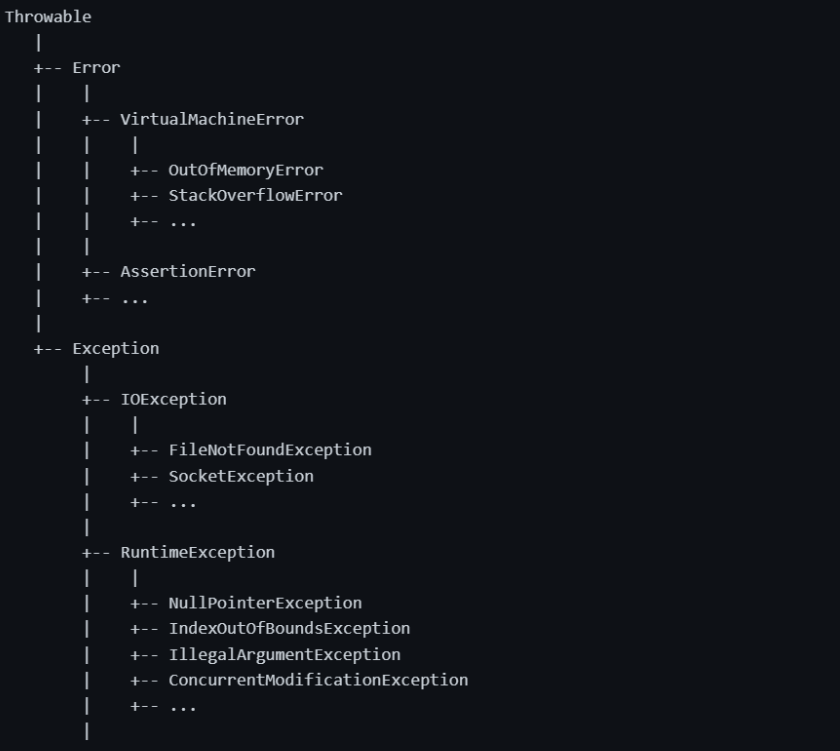 Throwable
   |
   +-- Error
   |    |
   |    +-- VirtualMachineError
   |    |    |
   |    |    +-- OutOfMemoryError
   |    |    +-- StackOverflowError
   |    |    +-- ...
   |    |
   |    +-- AssertionError
   |    +-- ...
   |
   +-- Exception
        |
        +-- IOException
        |    |
        |    +-- FileNotFoundException
        |    +-- SocketException
        |    +-- ...
        |
        +-- RuntimeException
        |    |
        |    +-- NullPointerException
        |    +-- IndexOutOfBoundsException
        |    +-- IllegalArgumentException
        |    +-- ConcurrentModificationException
        |    +-- ...
        |